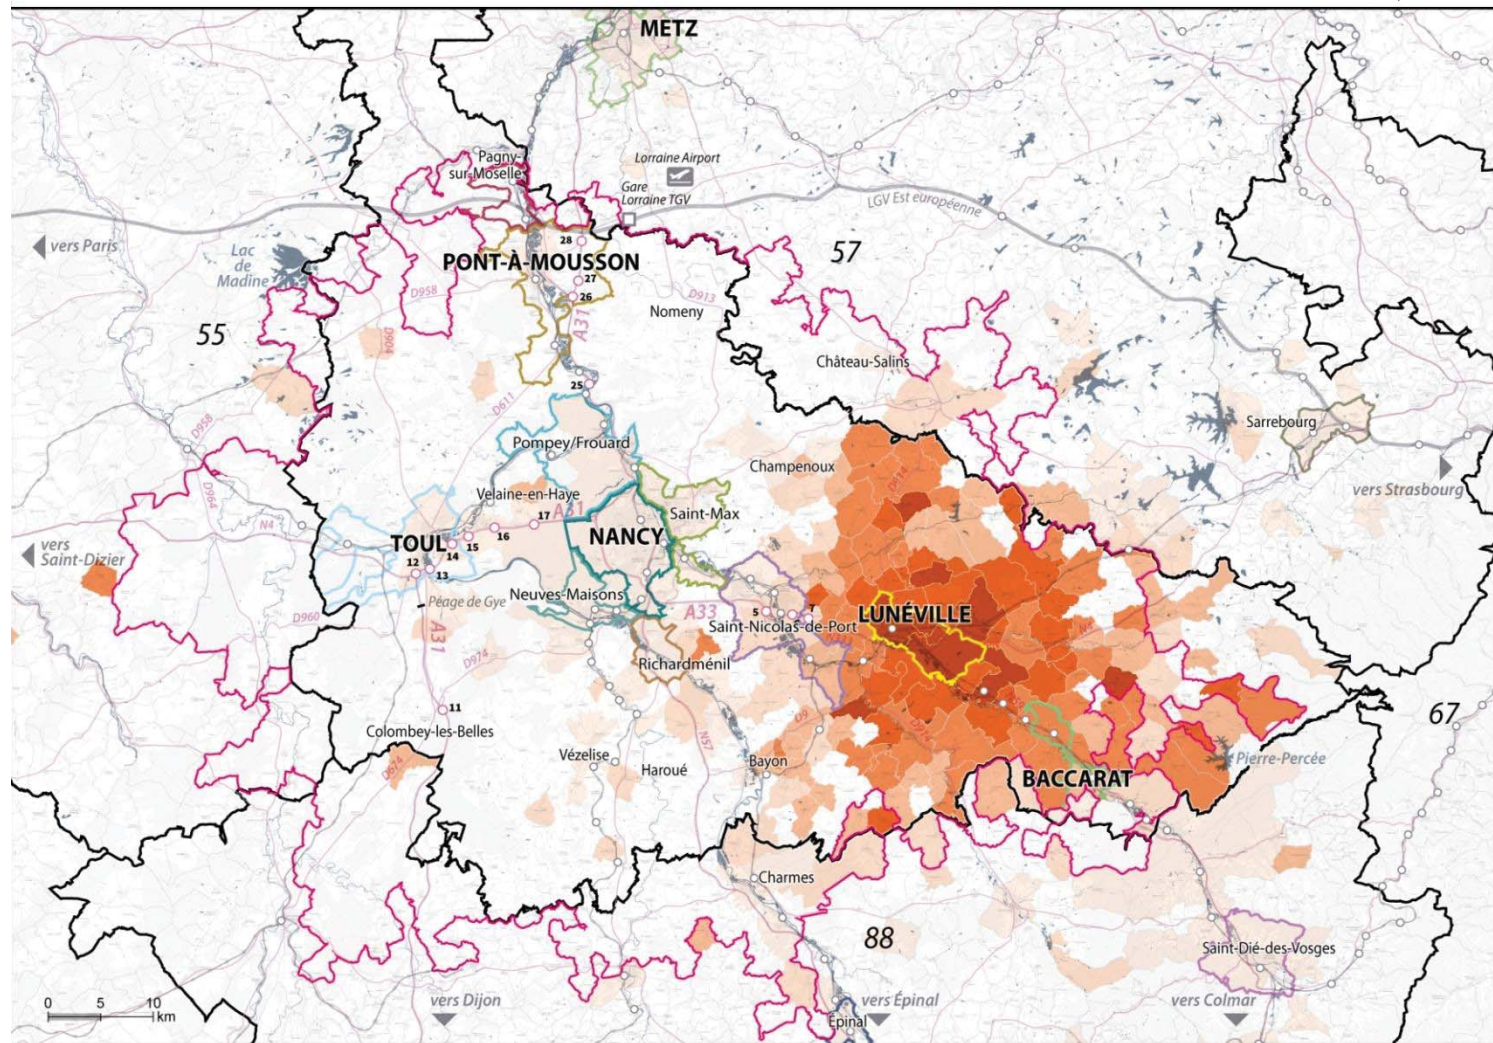 METZ
Pagny-
sur-Moselle
Lorraine Airport
Gare
Lorraine TGV
LGV Est européenne
vers Paris
Lac
de
Madine
28
57
PONT-À-MOUSSON
27
26
D958
D913
Nomeny
A31
55
D904
Château-Salins
25
D611
D958
Pompey/Frouard
Sarrebourg
Champenoux
D914
vers Strasbourg
D964
Velaine-en-Haye
N4
A31
17
Saint-Max
16
NANCY
TOUL
15
14
vers
Saint-Dizier
12
13
Neuves-Maisons
Péage de Gye
A33
5
7
LUNÉVILLE
D960
Saint-Nicolas-de-Port
A31
D974
Richardménil
11
67
Colombey-les-Belles
D9
N57
Vézelise
Haroué
Bayon
Pierre-Percée
D674
BACCARAT
Charmes
88
Saint-Dié-des-Vosges
0 5 10
km
vers Dijon
vers Épinal
vers Colmar
Épinal